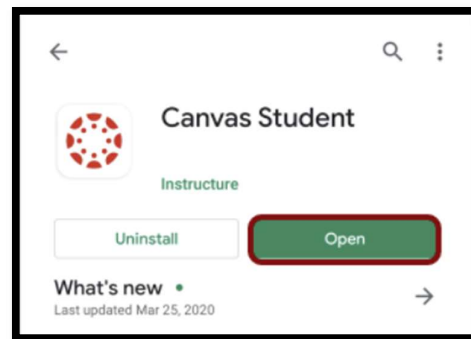 Canvas Student
Instructure
Uninstall
Open
What's new
Last updated Mar 25, 2020